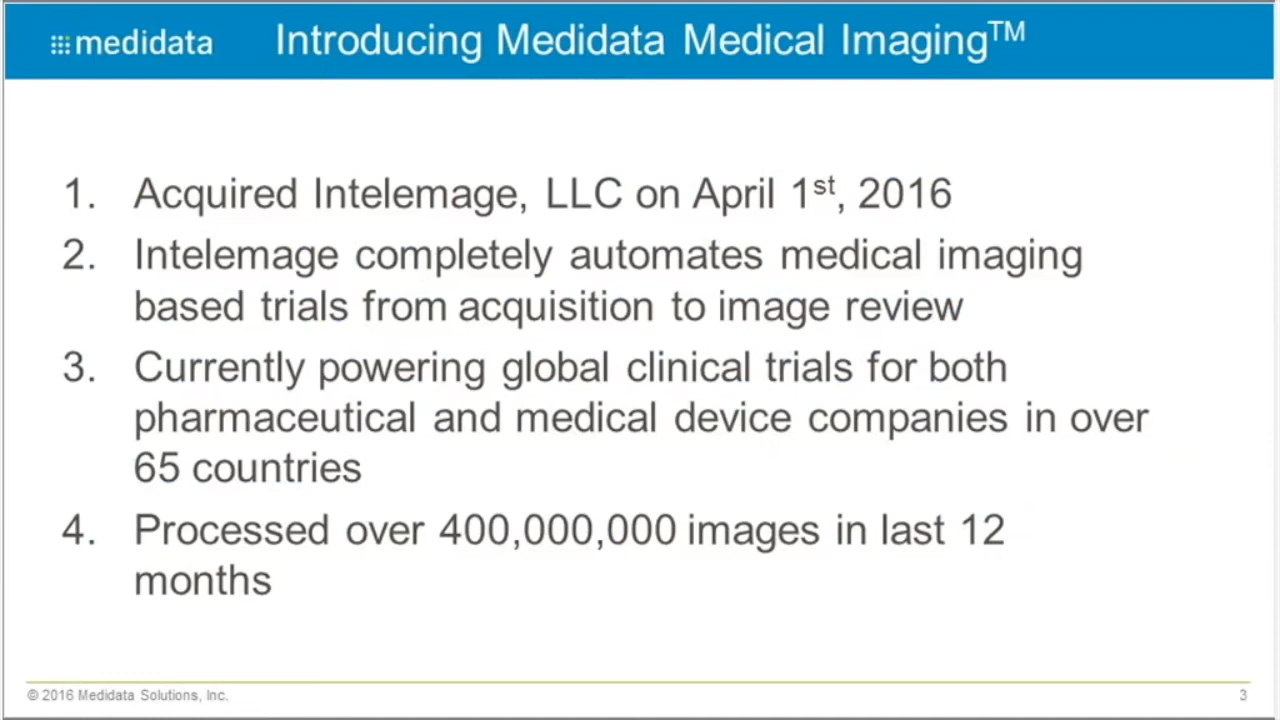 medidata
Introducing Medidata Medical Imaging™
1. Acquired Intelemage, LLC on April 1st, 2016
2. Intelemage completely automates medical imaging
based trials from acquisition to image review
3. Currently powering global clinical trials for both
pharmaceutical and medical device companies in over
65 countries
4. Processed over 400,000,000 images in last 12
months
© 2016 Medidata Solutions, Inc.
3